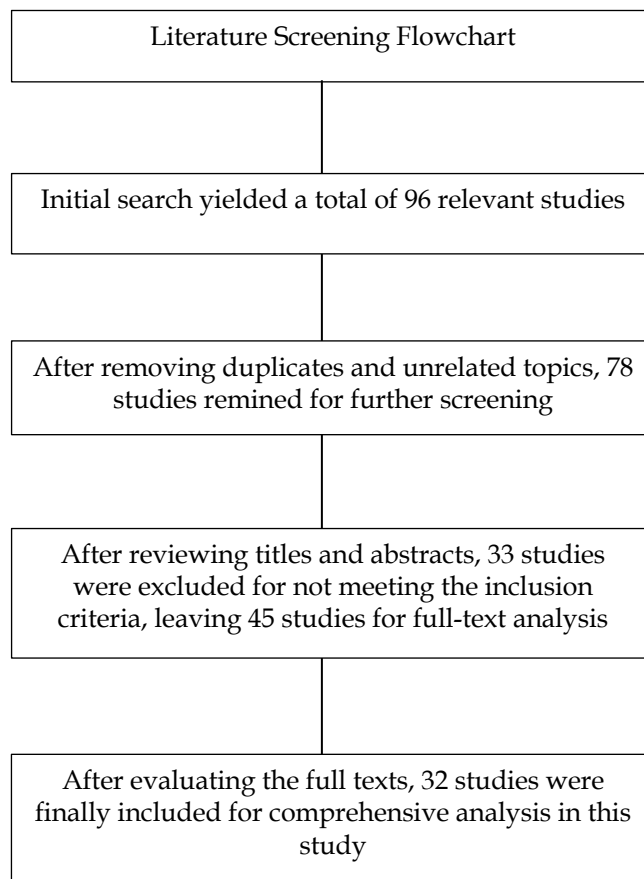 Literature Screening Flowchart
Initial search yielded a total of 96 relevant studies
After removing duplicates and unrelated topics, 78
studies remined for further screening
After reviewing titles and abstracts, 33 studies
were excluded for not meeting the inclusion
criteria, leaving 45 studies for full-text analysis
After evaluating the full texts, 32 studies were
finally included for comprehensive analysis in this
study